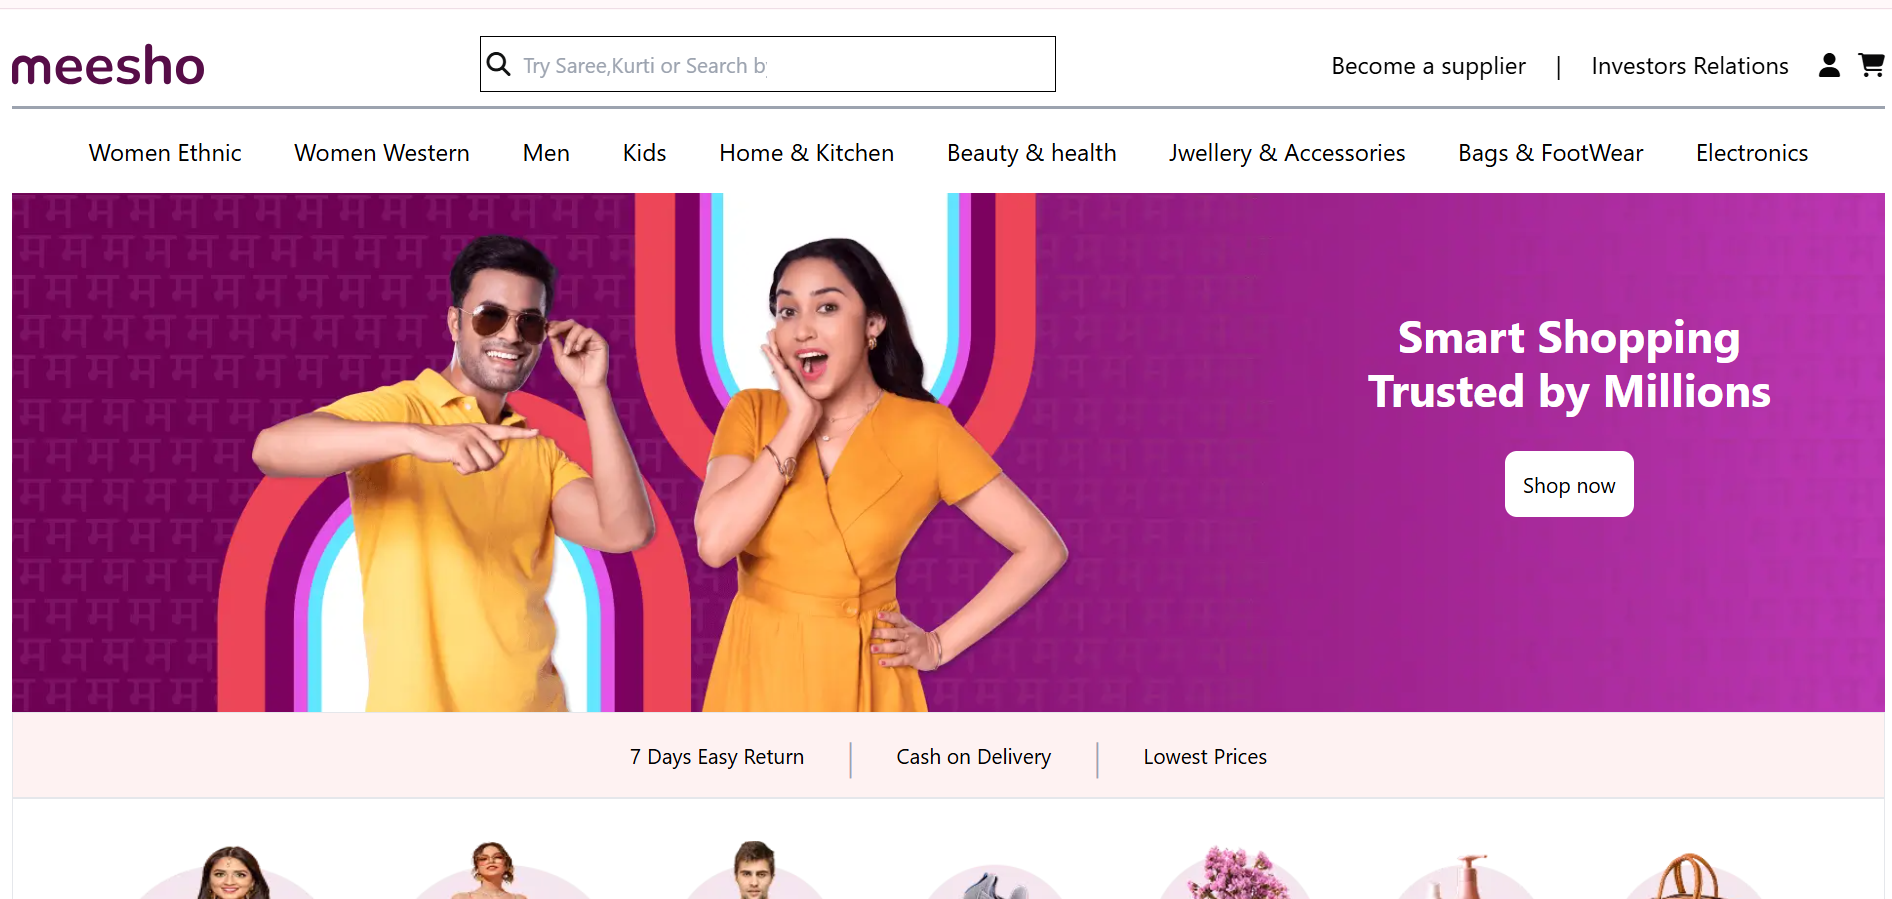 meesho
Try Saree,Kurti or Search b
Become a supplier | Investors Relations
Women Ethnic Women Western Men Kids Home & Kitchen Beauty & health Jwellery & Accessories Bags & FootWear Electronics
Smart Shopping
Trusted by Millions
Shop now
7 Days Easy Return Cash on Delivery Lowest Prices